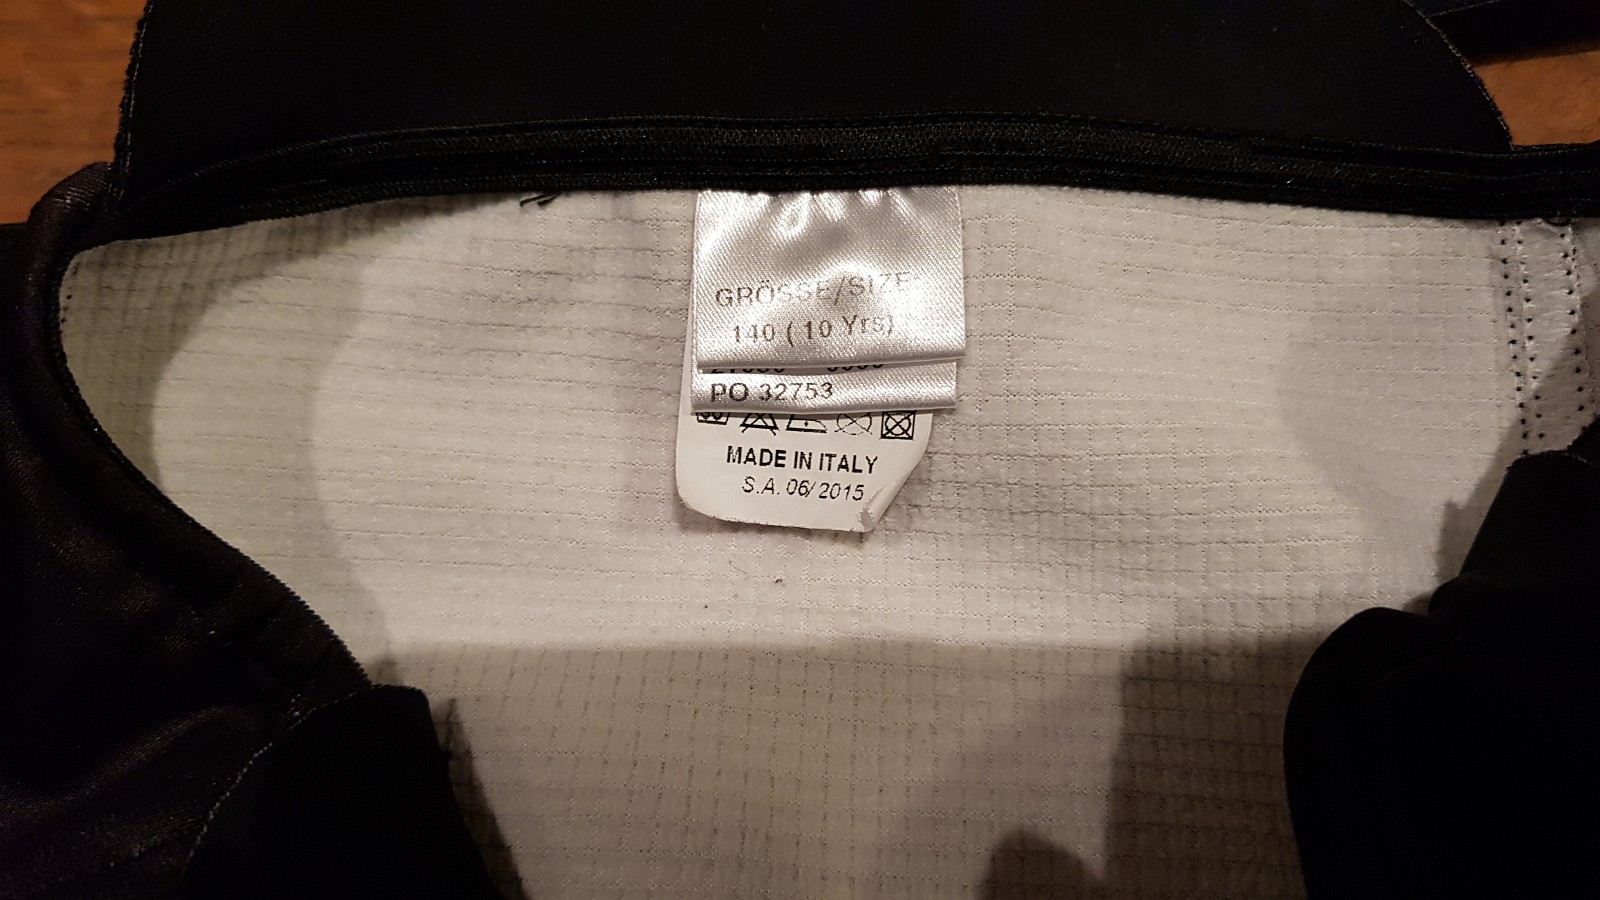 GRÖSSE/SIZE
140 ( 10 Yrs)
PO 32753
MADE IN ITALY
S.A. 06/2015